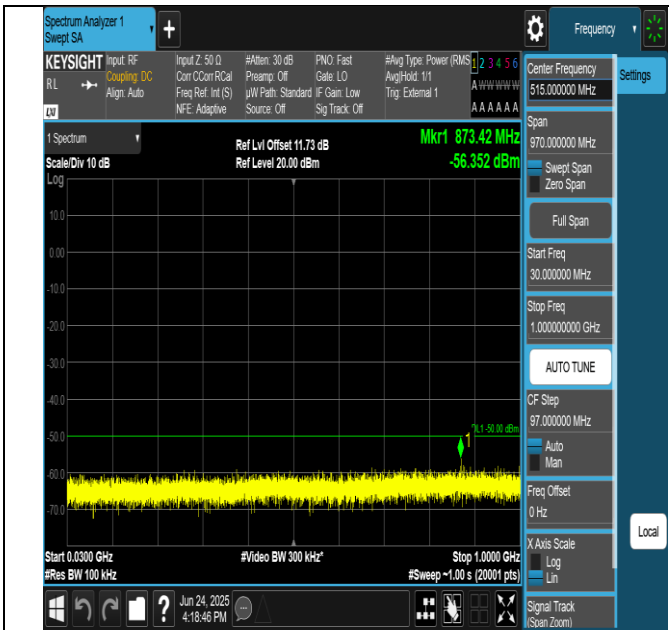 Spectrum Analyzer 1
Swept SA
+
Frequency
KEYSIGHT
RL
LXI
Input: RF
Coupling: DC
Align: Auto
Input Z: 50 Ω
Corr CCorr RCal
Freq Ref: Int (S)
NFE: Adaptive
#Atten: 30 dB
Preamp: Off
µW Path: Standard
Source: Off
PNO: Fast
Gate: LO
IF Gain: Low
Sig Track: Off
#Avg Type: Power (RMS
Avg|Hold: 1/1
Trig: External 1
1 2 3 4 5 6
A W W W W W
A A A A A A
1 Spectrum
Scale/Div 10 dB
Log
Ref Lvl Offset 11.73 dB
Ref Level 20.00 dBm
Mkr1 873.42 MHz
-56.352 dBm
10.0
0.00
-10.0
-20.0
-30.0
-40.0
-50.0
-60.0
-70.0
DL1 -50.00 dBm
1
Start 0.0300 GHz
#Res BW 100 kHz
#Video BW 300 kHz*
Stop 1.0000 GHz
#Sweep ~1.00 s (20001 pts)
?
Jun 24, 2025
4:18:46 PM
Center Frequency
515.000000 MHz
Span
970.000000 MHz
Swept Span
Zero Span
Full Span
Start Freq
30.000000 MHz
Stop Freq
1.000000000 GHz
AUTO TUNE
CF Step
97.000000 MHz
Auto
Man
Freq Offset
0 Hz
X Axis Scale
Log
Lin
Signal Track
(Span Zoom)
Settings
Local